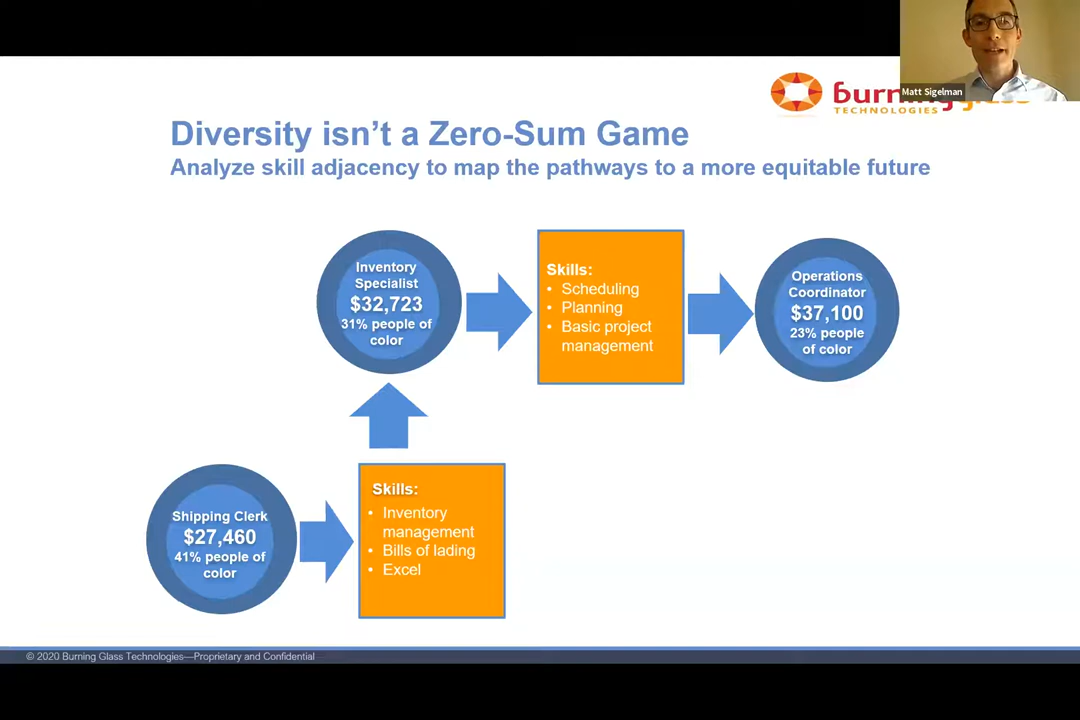 Matt Sigelman
TECHNOLOGIES
Diversity isn't a Zero-Sum Game
Analyze skill adjacency to map the pathways to a more equitable future
Inventory
Specialist
$32,723
31% people of
color
Skills:
• Scheduling
• Planning
• Basic project
management
Operations
Coordinator
$37,100
23% people
of color
Shipping Clerk
$27,460
41% people of
color
Skills:
• Inventory
management
• Bills of lading
• Excel
© 2020 Burning Glass Technologies—Proprietary and Confidential